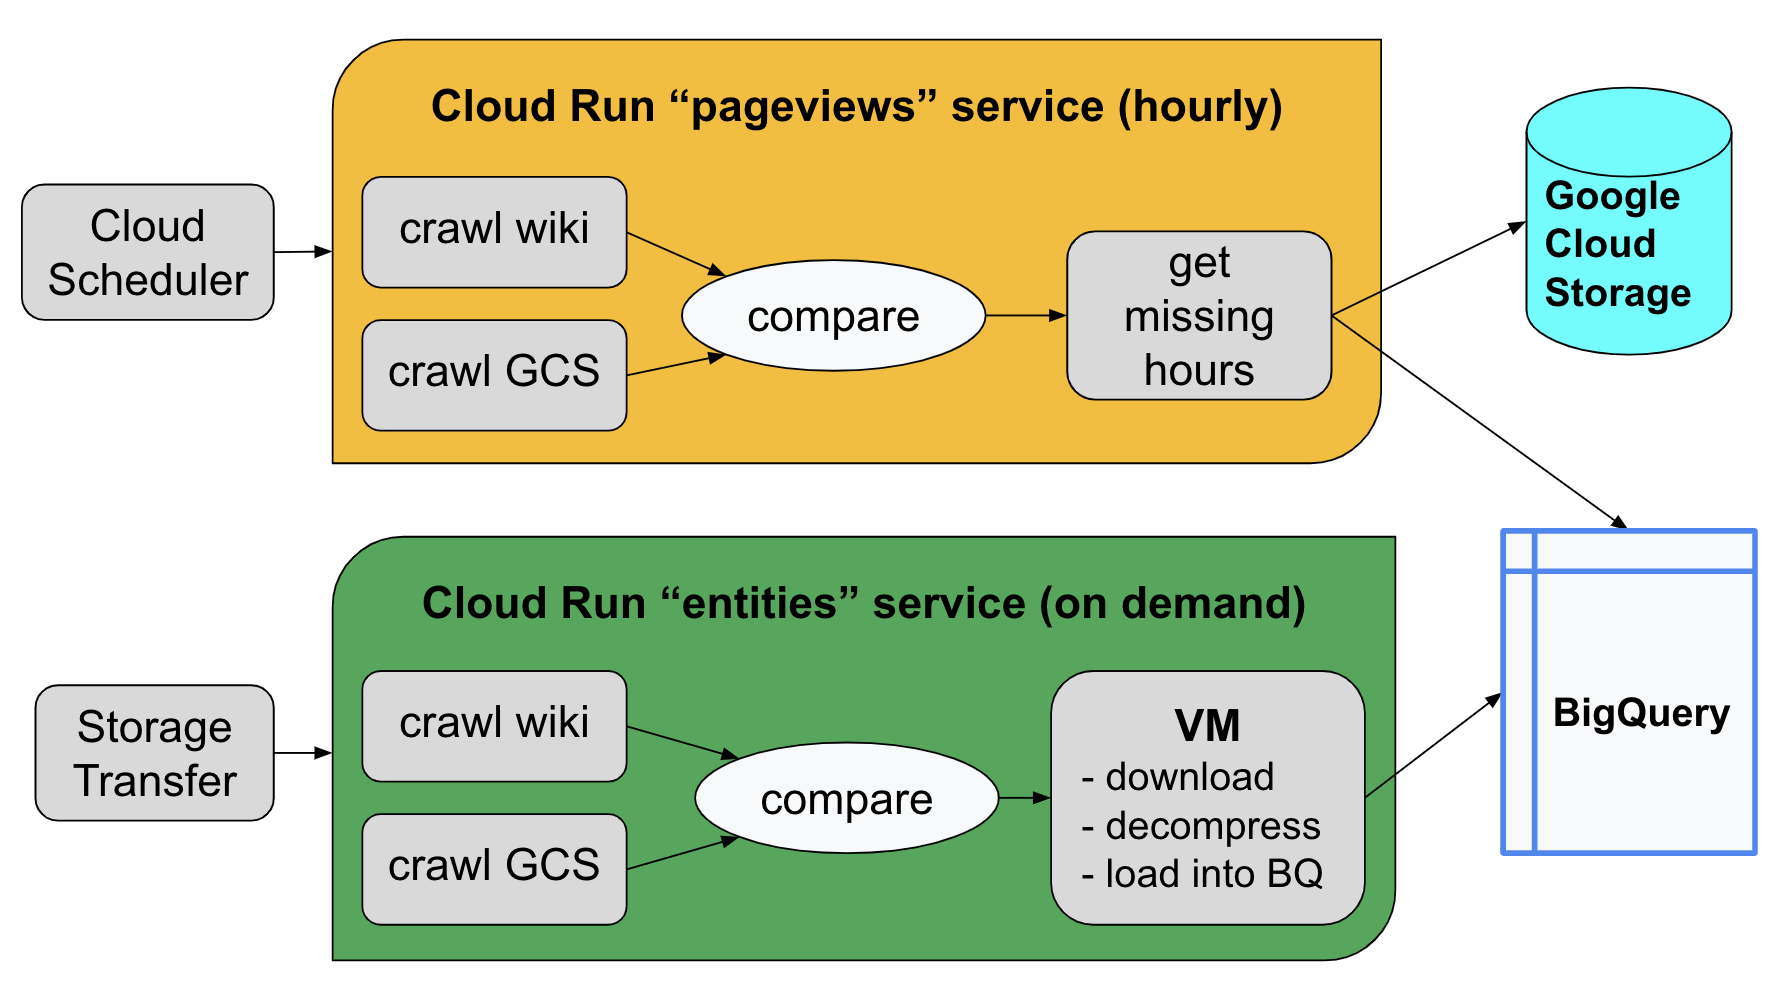 Cloud Run “pageviews” service (hourly)
Cloud
Scheduler
crawl wiki
crawl GCS
compare
get
missing
hours
Google
Cloud
Storage
Cloud Run “entities” service (on demand)
Storage
Transfer
crawl wiki
crawl GCS
compare
VM
- download
- decompress
- load into BQ
BigQuery